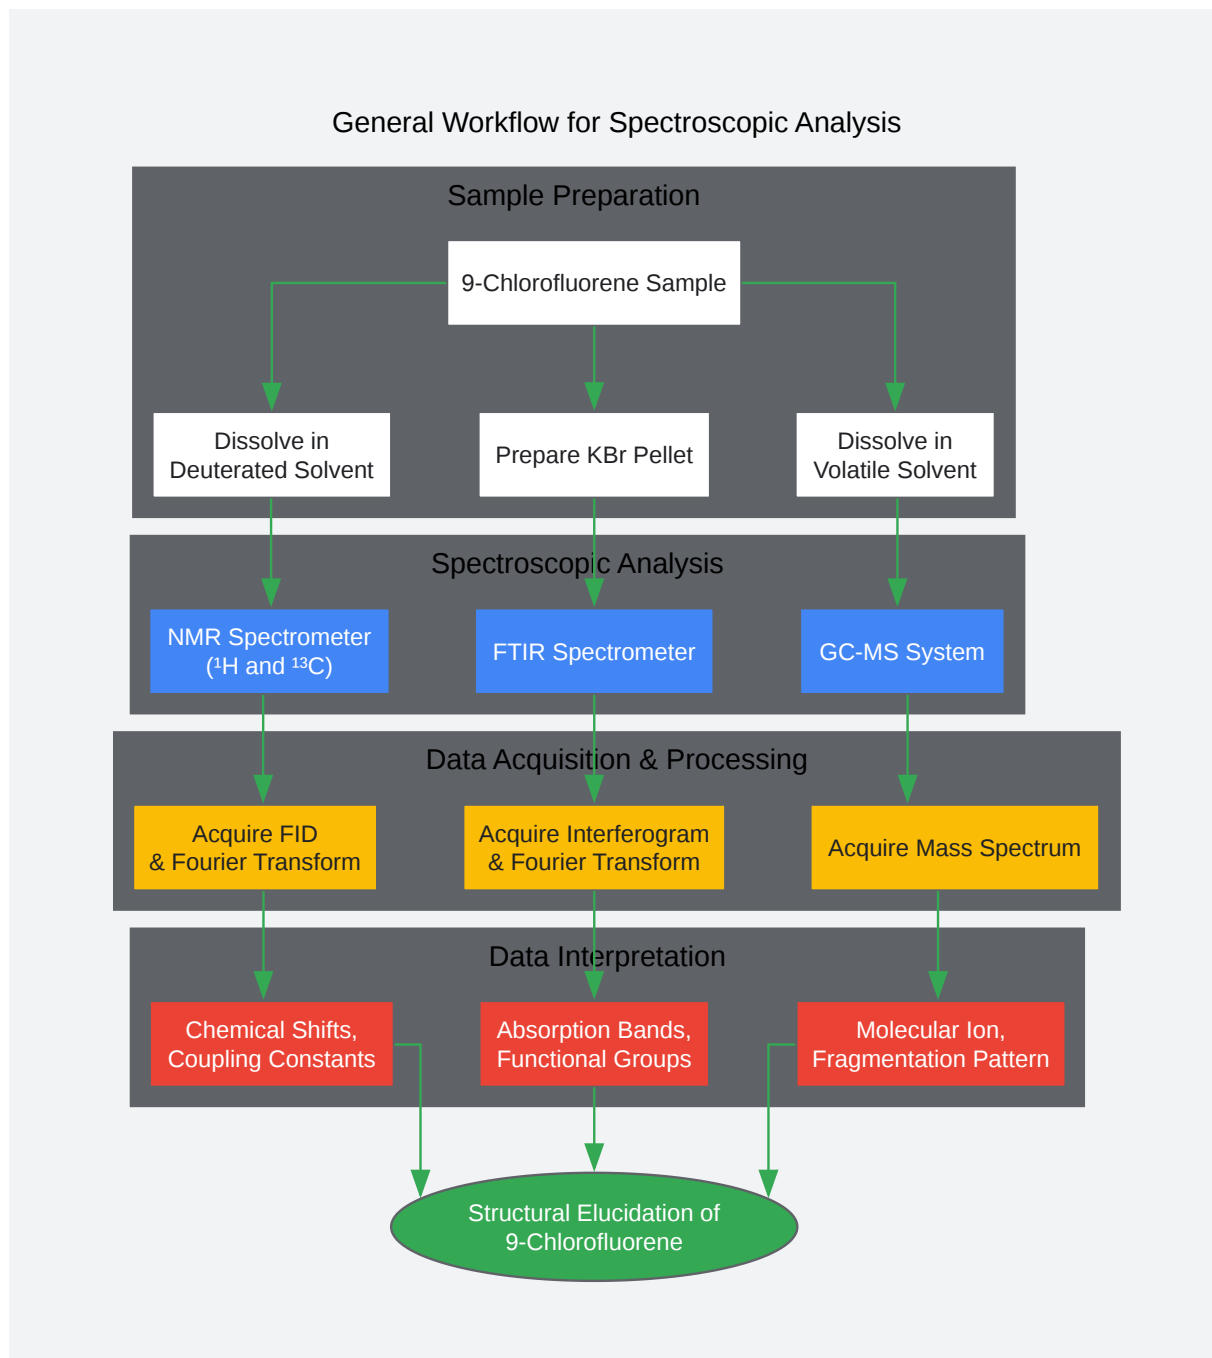 General Workflow for Spectroscopic Analysis
Sample Preparation
9-Chlorofluorene Sample
Dissolve in
Deuterated Solvent
Prepare KBr Pellet
Dissolve in
Volatile Solvent
Spectroscopic Analysis
NMR Spectrometer
(¹H and ¹³C)
FTIR Spectrometer
GC-MS System
Data Acquisition & Processing
Acquire FID
& Fourier Transform
Acquire Interferogram
& Fourier Transform
Acquire Mass Spectrum
Data Interpretation
Chemical Shifts,
Coupling Constants
Absorption Bands,
Functional Groups
Molecular Ion,
Fragmentation Pattern
Structural Elucidation of
9-Chlorofluorene